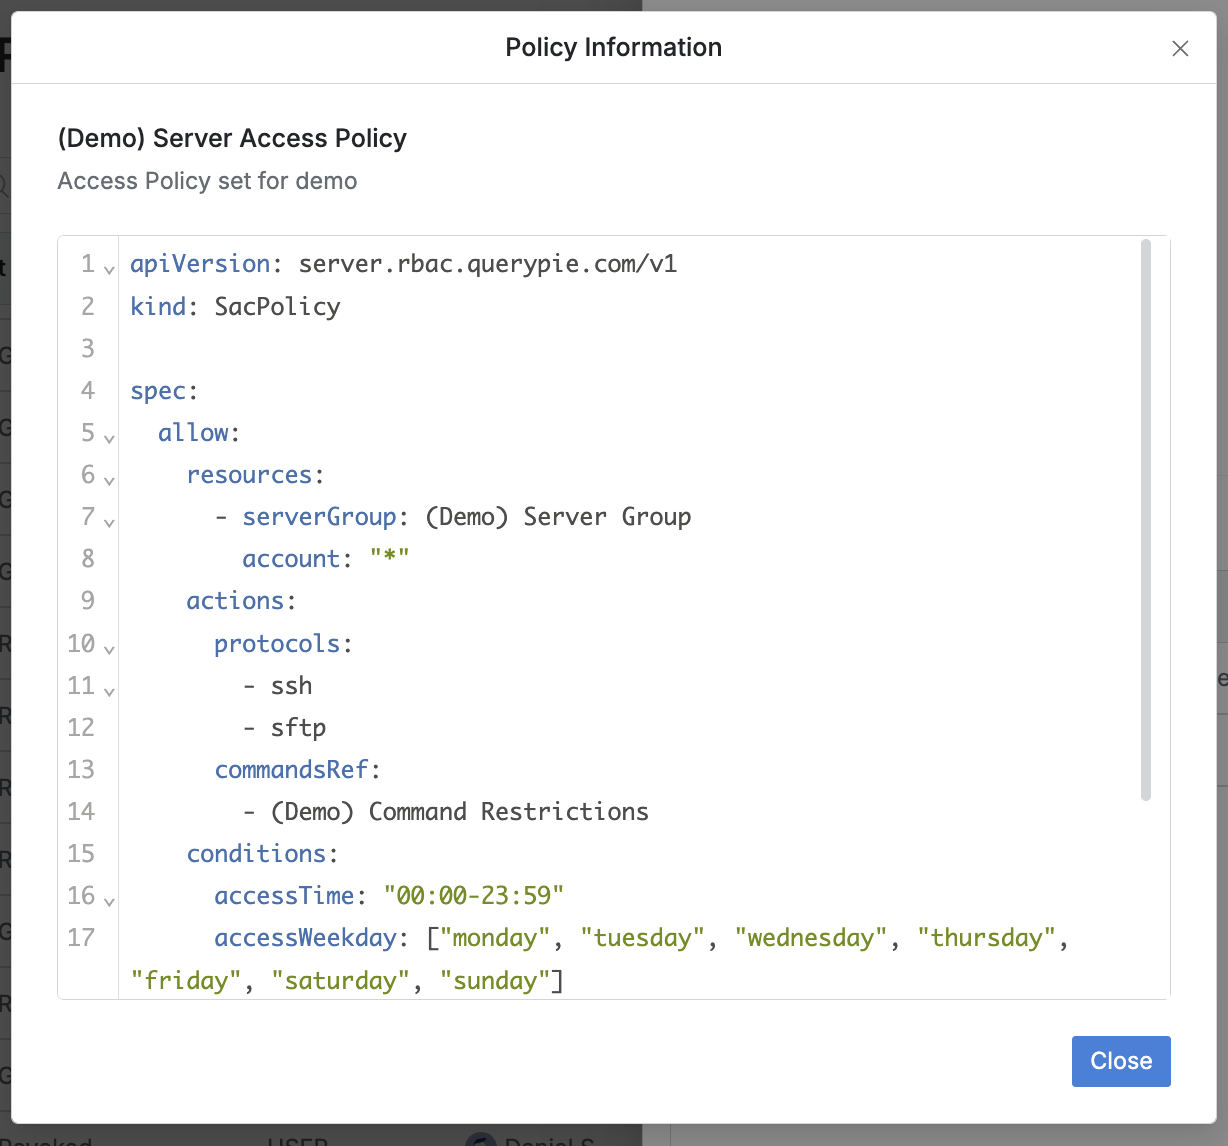 Policy Information
(Demo) Server Access Policy
Access Policy set for demo
1 apiVersion: server.rbac.querypie.com/v1
2 kind: SacPolicy
3
4 spec:
5   allow:
6     resources:
7       - serverGroup: (Demo) Server Group
8         account: "*"
9     actions:
10       protocols:
11         - ssh
12         - sftp
13       commandsRef:
14         - (Demo) Command Restrictions
15     conditions:
16       accessTime: "00:00-23:59"
17       accessWeekday: ["monday", "tuesday", "wednesday", "thursday",
"friday", "saturday", "sunday"]
Close